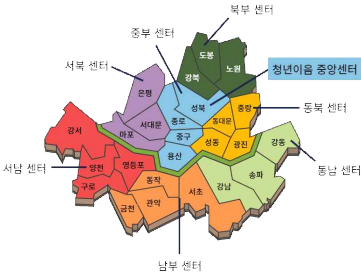 북부 센터
중부 센터
도봉
서북 센터
강북
노원
청년이음 중앙센터
은평
성북
중랑
동북 센터
종로
동대문
서대문
마포
중구
성동
광진
강서
용산
강동
서남 센터
양천
영등포
송파
동남 센터
구로
동작
서초
강남
금천
관악
남부 센터